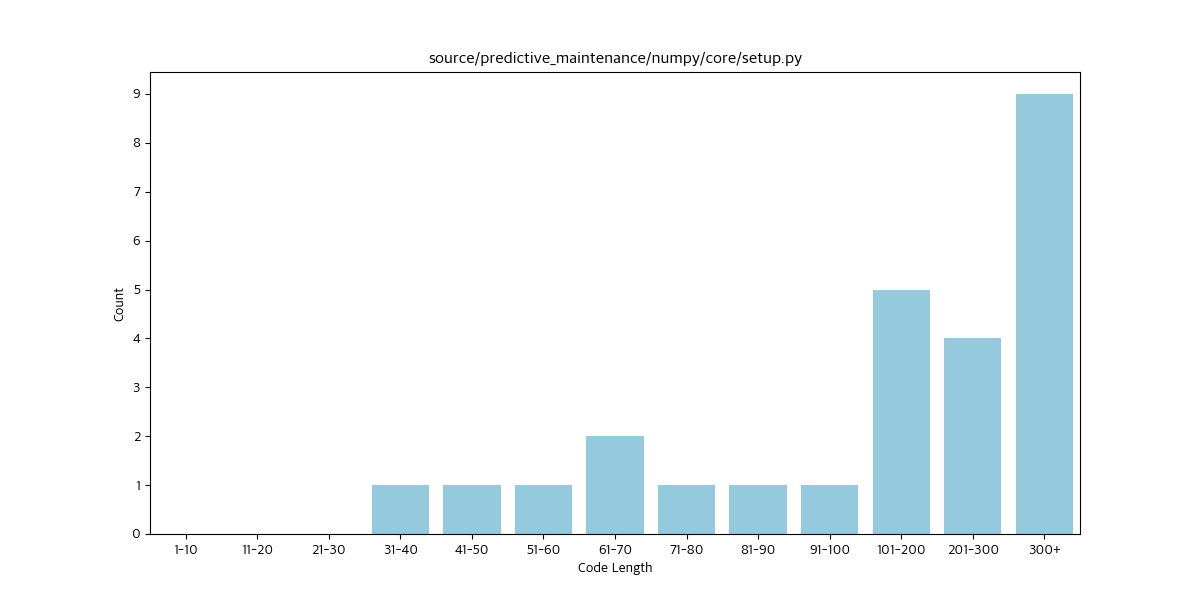 source/predictive_maintenance/numpy/core/setup.py
9
8
7
6
5
4
3
2
1
0
Count
1-10 11-20 21-30 31-40 41-50 51-60 61-70 71-80 81-90 91-100 101-200 201-300 300+
Code Length